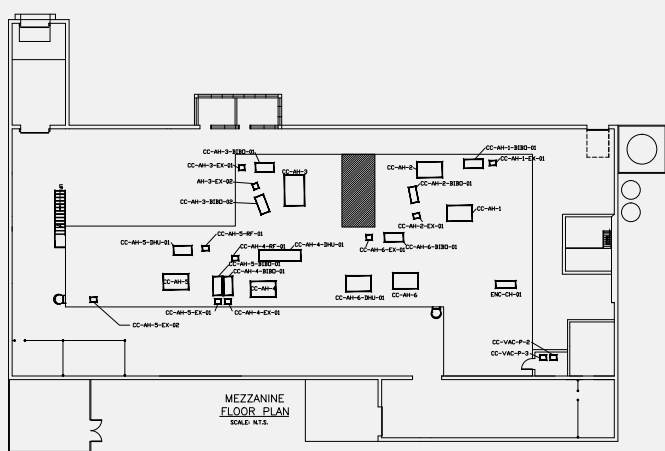 CC-AH-3-BIBO-01
CC-AH-1-BIBO-01
CC-AH-3-EX-01
CC-AH-3
CC-AH-2
CC-AH-1-EX-01
AH-3-EX-02
CC-AH-2-BIBO-01
CC-AH-3-BIBO-02
CC-AH-1
CC-AH-2-EX-01
CC-AH-5-RF-01
CC-AH-5-DHU-01
CC-AH-4-RF-01
CC-AH-4-DHU-01
CC-AH-6-EX-01
CC-AH-6-BIBO-01
CC-AH-5-BIBO-01
CC-AH-4-BIBO-01
CC-AH-5
CC-AH-4
CC-AH-6-DHU-01
CC-AH-6
ENC-CH-01
CC-AH-5-EX-01
CC-AH-4-EX-01
CC-AH-5-EX-02
CC-VAC-P-2
CC-VAC-P-3
MEZZANINE
FLOOR PLAN
SCALE: N.T.S.